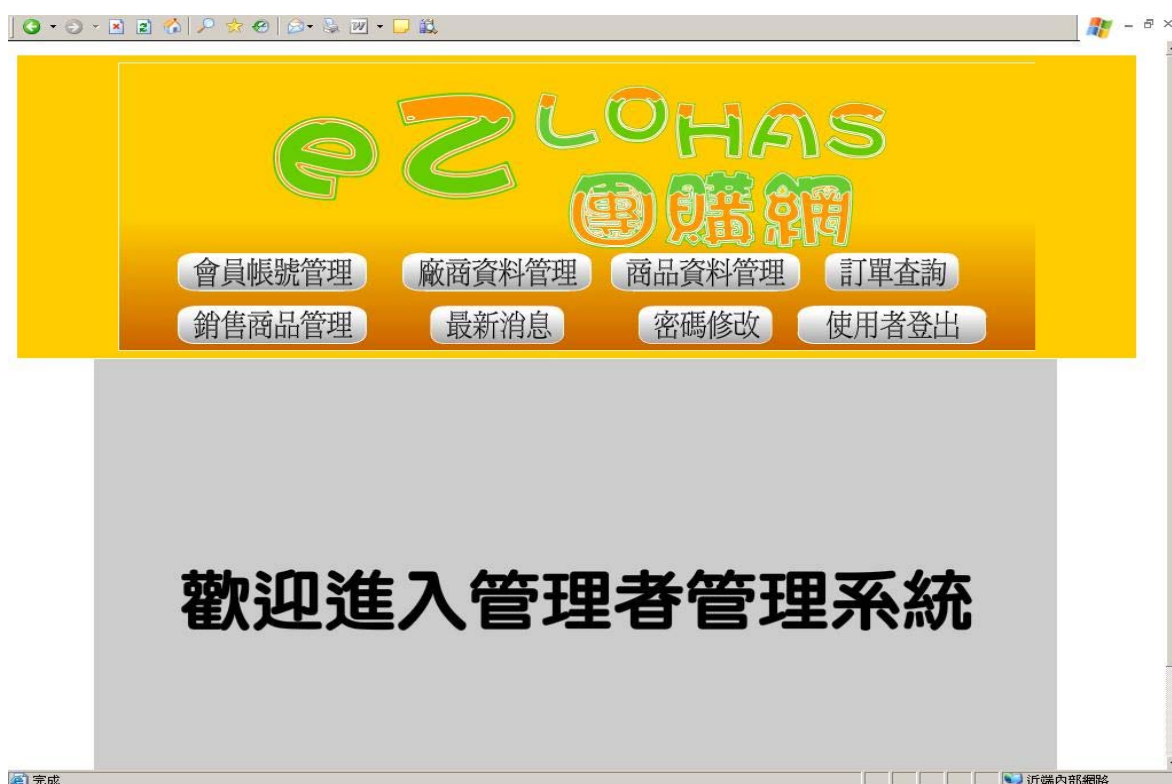 eZ LOHAS
團購網
會員帳號管理 廠商資料管理 商品資料管理 訂單查詢
銷售商品管理 最新消息 密碼修改 使用者登出
歡迎進入管理者管理系統
完成 近端內部網路